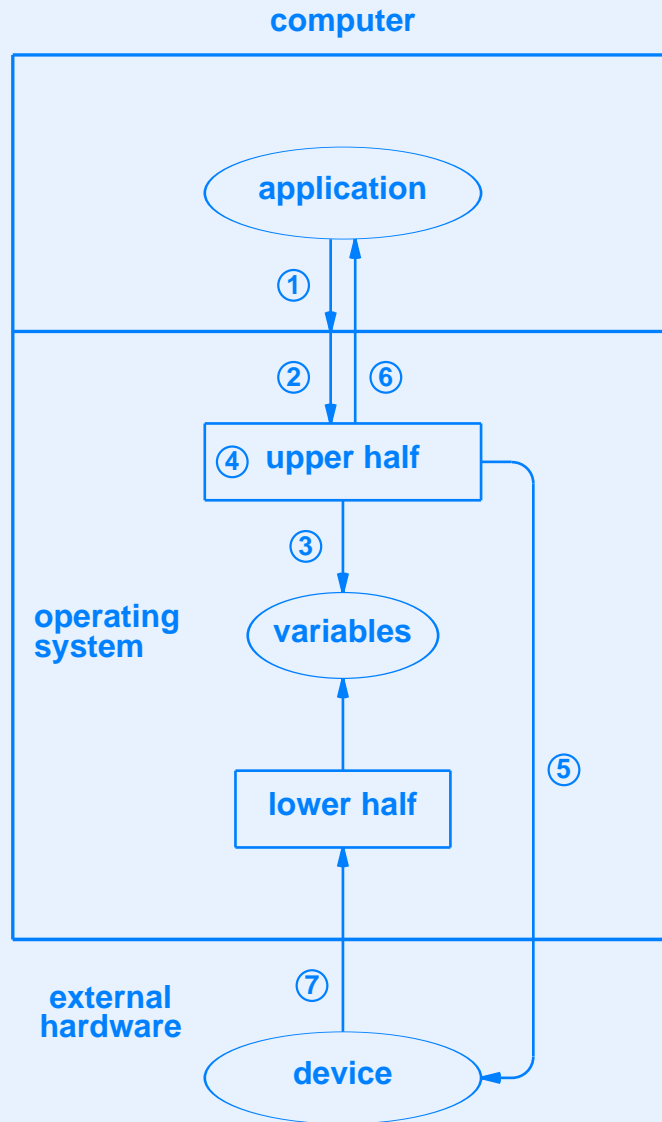 computer
application
①
②
⑥
④ upper half
③
operating
system
variables
⑤
lower half
⑦
external
hardware
device